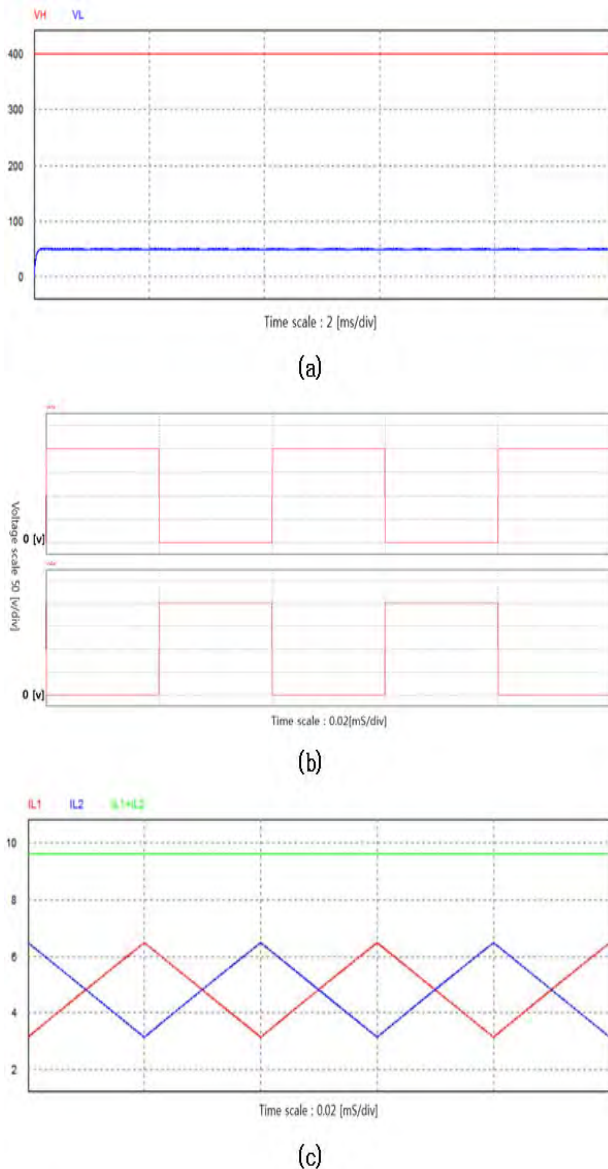 VH VL
400
300
200
100
0
Time scale : 2 [ms/div]
(a)
Voltage scale 50 [v/div]
0 [v]
0 [v]
Time scale : 0.02[mS/div]
(b)
IL1 IL2 IL1+IL2
10
8
6
4
2
Time scale : 0.02 [mS/div]
(c)